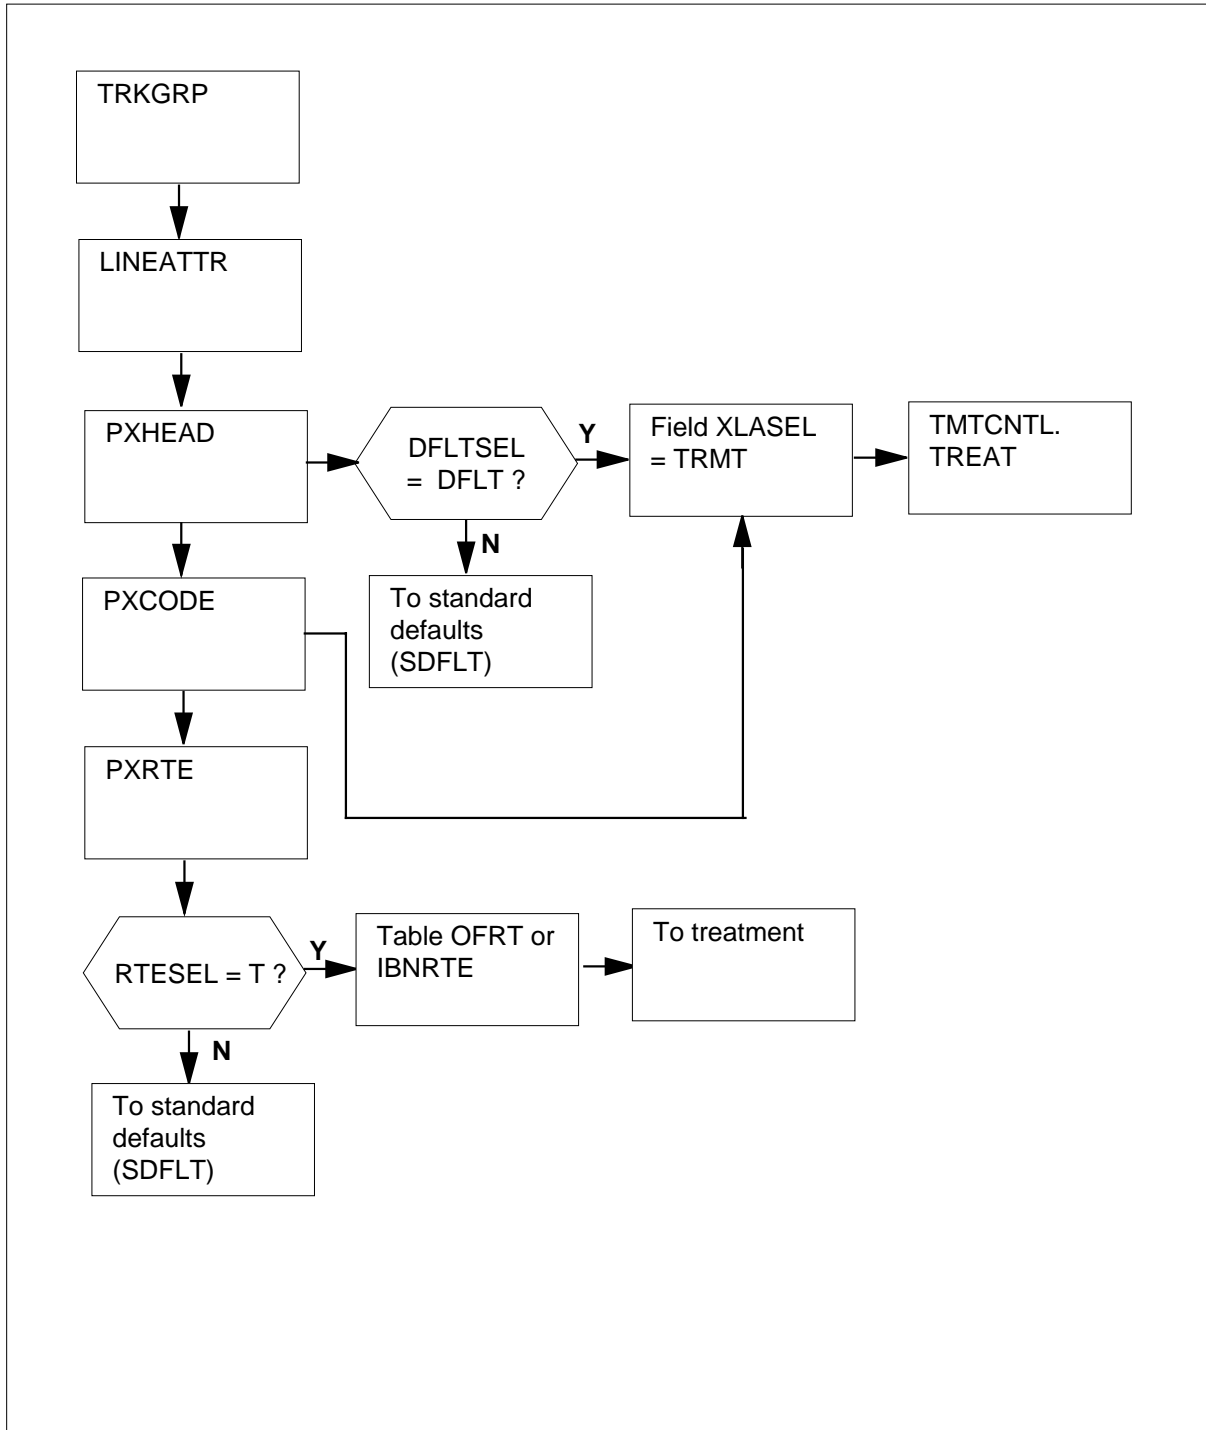 TRKGRP
LINEATTR
PXHEAD
DFLTSEL
= DFLT ?
Y
Field XLASEL
= TRMT
TMTCNTL.
TREAT
N
To standard
defaults
(SDFLT)
PXCODE
PXRTE
RTESEL = T ?
Y
Table OFRT or
IBNRTE
To treatment
N
To standard
defaults
(SDFLT)